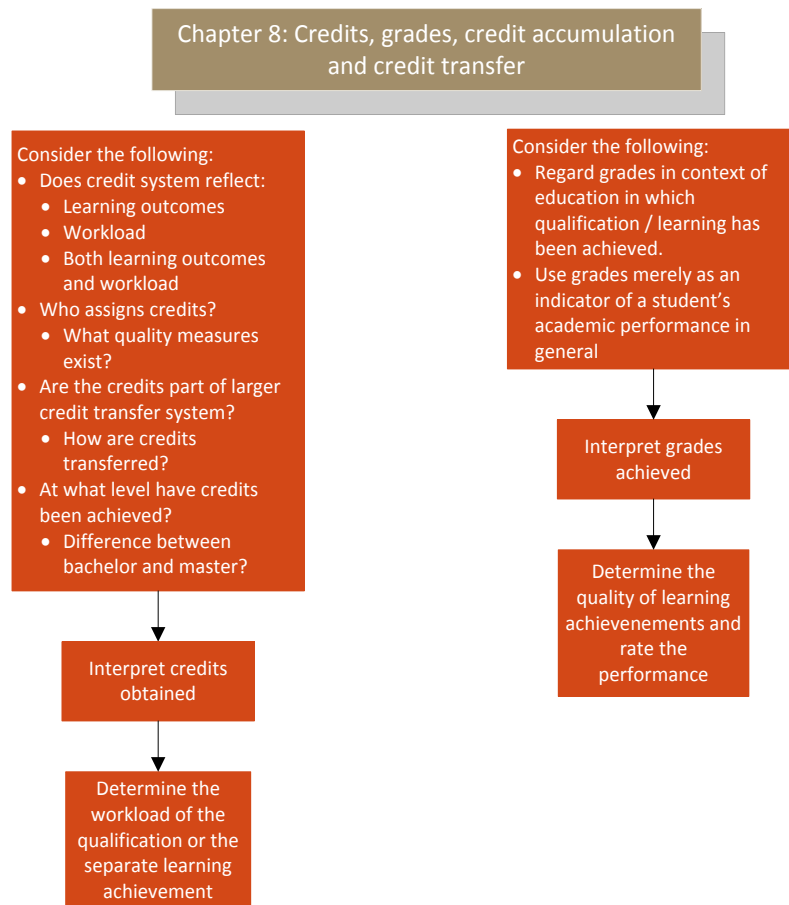 Chapter 8: Credits, grades, credit accumulation
and credit transfer
Consider the following:
• Does credit system reflect:
• Learning outcomes
• Workload
• Both learning outcomes
and workload
• Who assigns credits?
• What quality measures
exist?
• Are the credits part of larger
credit transfer system?
• How are credits
transferred?
• At what level have credits
been achieved?
• Difference between
bachelor and master?
Interpret credits
obtained
Determine the
workload of the
qualification or the
separate learning
achievement
Consider the following:
• Regard grades in context of
education in which
qualification / learning has
been achieved.
• Use grades merely as an
indicator of a student’s
academic performance in
general
Interpret grades
achieved
Determine the
quality of learning
achievenements and
rate the
performance